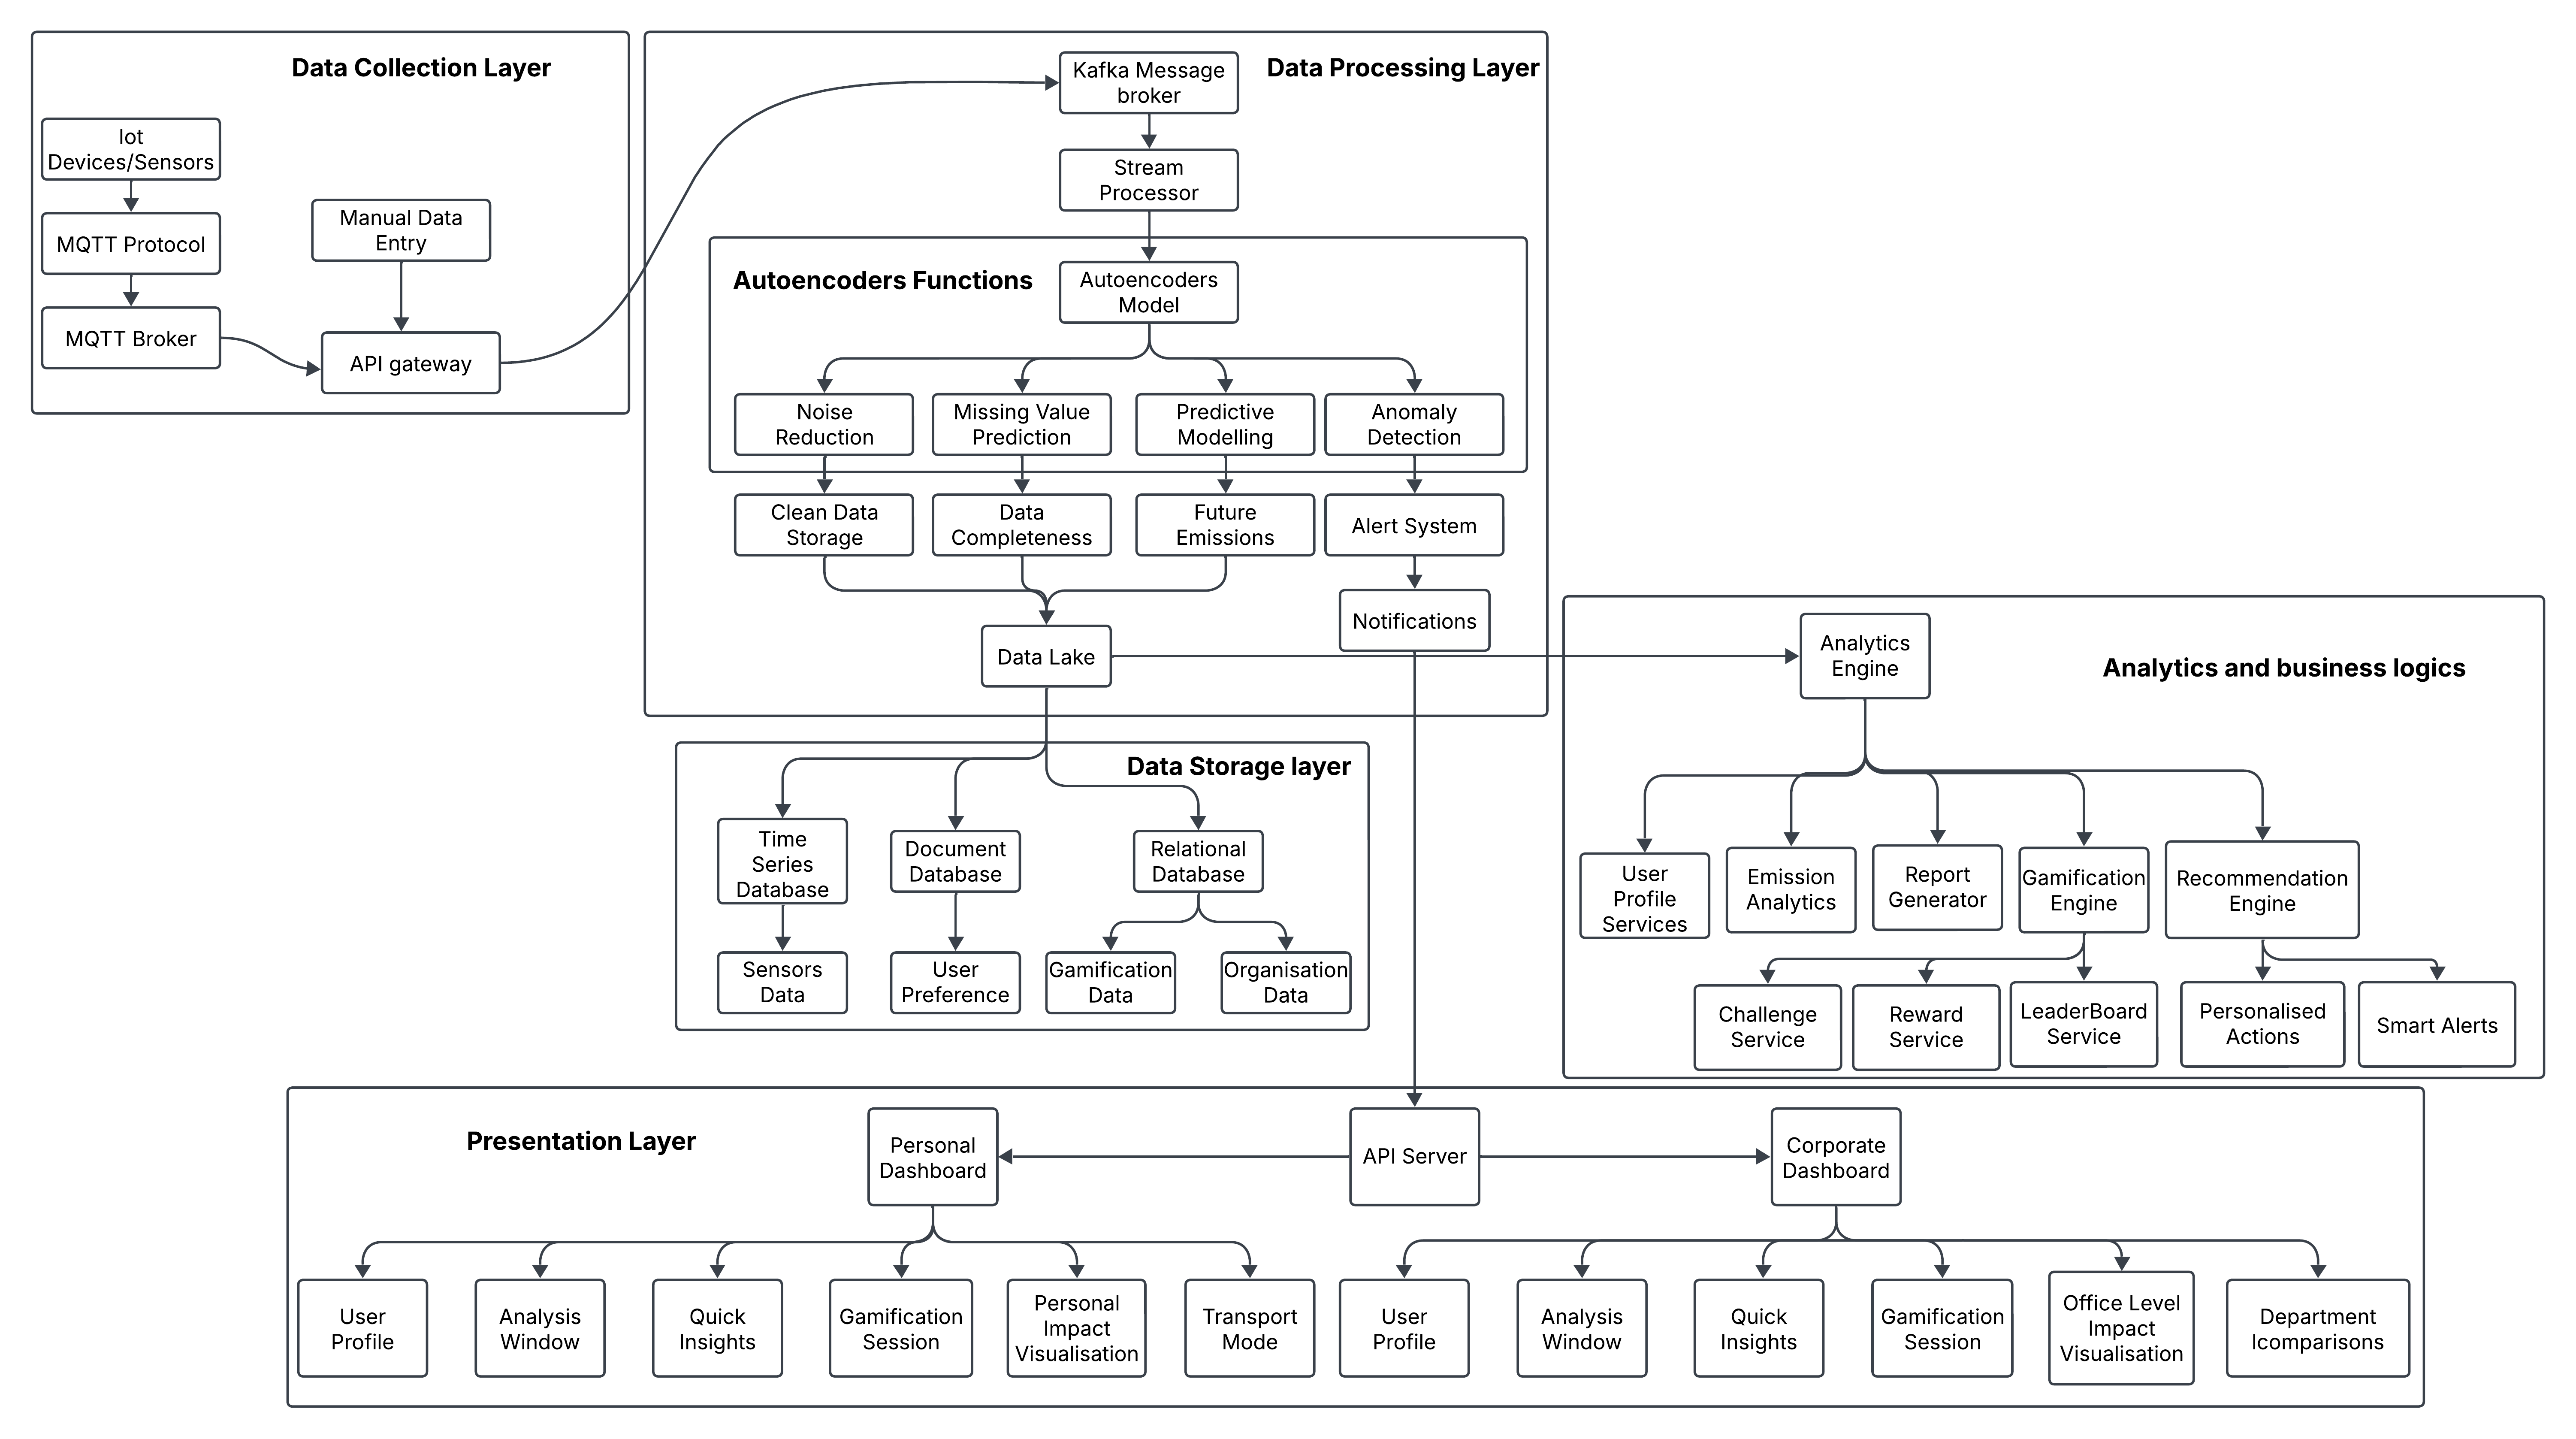 Data Collection Layer
Iot
Devices/Sensors
MQTT Protocol
MQTT Broker
Manual Data
Entry
API gateway
Data Processing Layer
Kafka Message
broker
Stream
Processor
Autoencoders Functions
Autoencoders
Model
Noise
Reduction
Missing Value
Prediction
Predictive
Modelling
Anomaly
Detection
Clean Data
Storage
Data
Completeness
Future
Emissions
Alert System
Notifications
Data Lake
Data Storage layer
Time
Series
Database
Document
Database
Relational
Database
Sensors
Data
User
Preference
Gamification
Data
Organisation
Data
Analytics and business logics
Analytics
Engine
User
Profile
Services
Emission
Analytics
Report
Generator
Gamification
Engine
Recommendation
Engine
Challenge
Service
Reward
Service
LeaderBoard
Service
Personalised
Actions
Smart Alerts
Presentation Layer
Personal
Dashboard
API Server
Corporate
Dashboard
User
Profile
Analysis
Window
Quick
Insights
Gamification
Session
Personal
Impact
Visualisation
Transport
Mode
User
Profile
Analysis
Window
Quick
Insights
Gamification
Session
Office Level
Impact
Visualisation
Department
Icomparisons